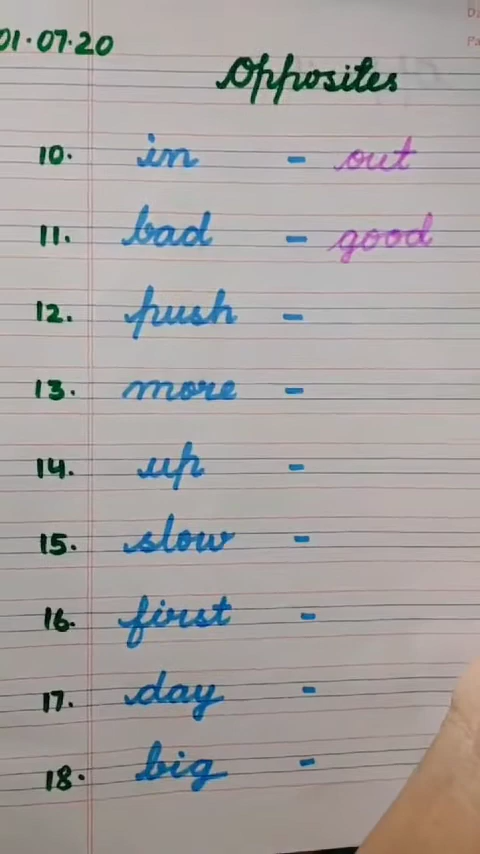 01.07.20
Opposites
10. in - out
11. bad - good
12. push -
13. more -
14. up -
15. slow -
16. first -
17. day -
18. big -